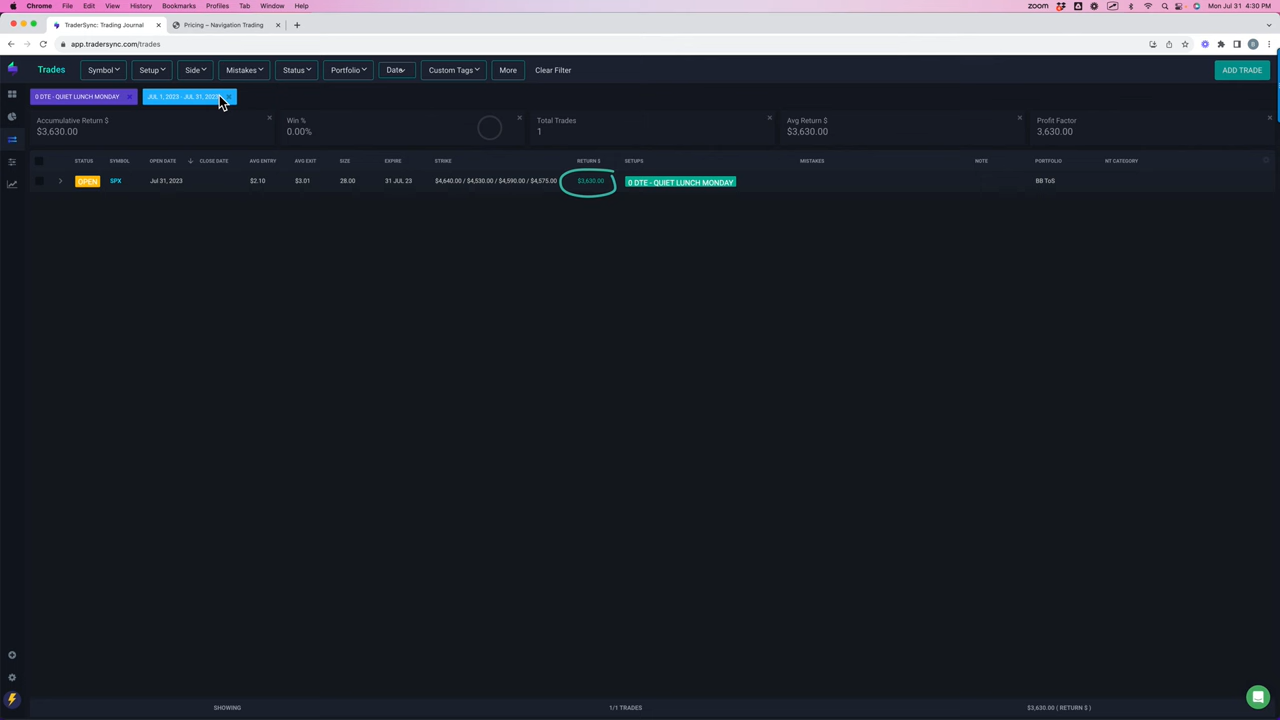 Chrome File Edit View History Bookmarks Profiles Tab Window Help zoom Mon Jul 31 4:30 PM
TraderSync: Trading Journal Pricing – Navigation Trading
app.tradersync.com/trades
Trades Symbol Setup Side Mistakes Status Portfolio Date Custom Tags More Clear Filter ADD TRADE
0 DTE - QUIET LUNCH MONDAY JUL 1, 2023 - JUL 31, 2023
Accumulative Return $ Win % Total Trades Avg Return $ Profit Factor
$3,630.00 0.00% 1 $3,630.00 3,630.00
STATUS SYMBOL OPEN DATE CLOSE DATE AVG ENTRY AVG EXIT SIZE EXPIRE STRIKE RETURN $ SETUPS MISTAKES NOTE PORTFOLIO NT CATEGORY
OPEN SPX Jul 31, 2023 $2.10 $3.01 28.00 31 JUL 23 $4,640.00 / $4,530.00 / $4,590.00 / $4,575.00 $3,630.00 0 DTE - QUIET LUNCH MONDAY BB ToS
SHOWING 1/1 TRADES $3,630.00 ( RETURN $ )